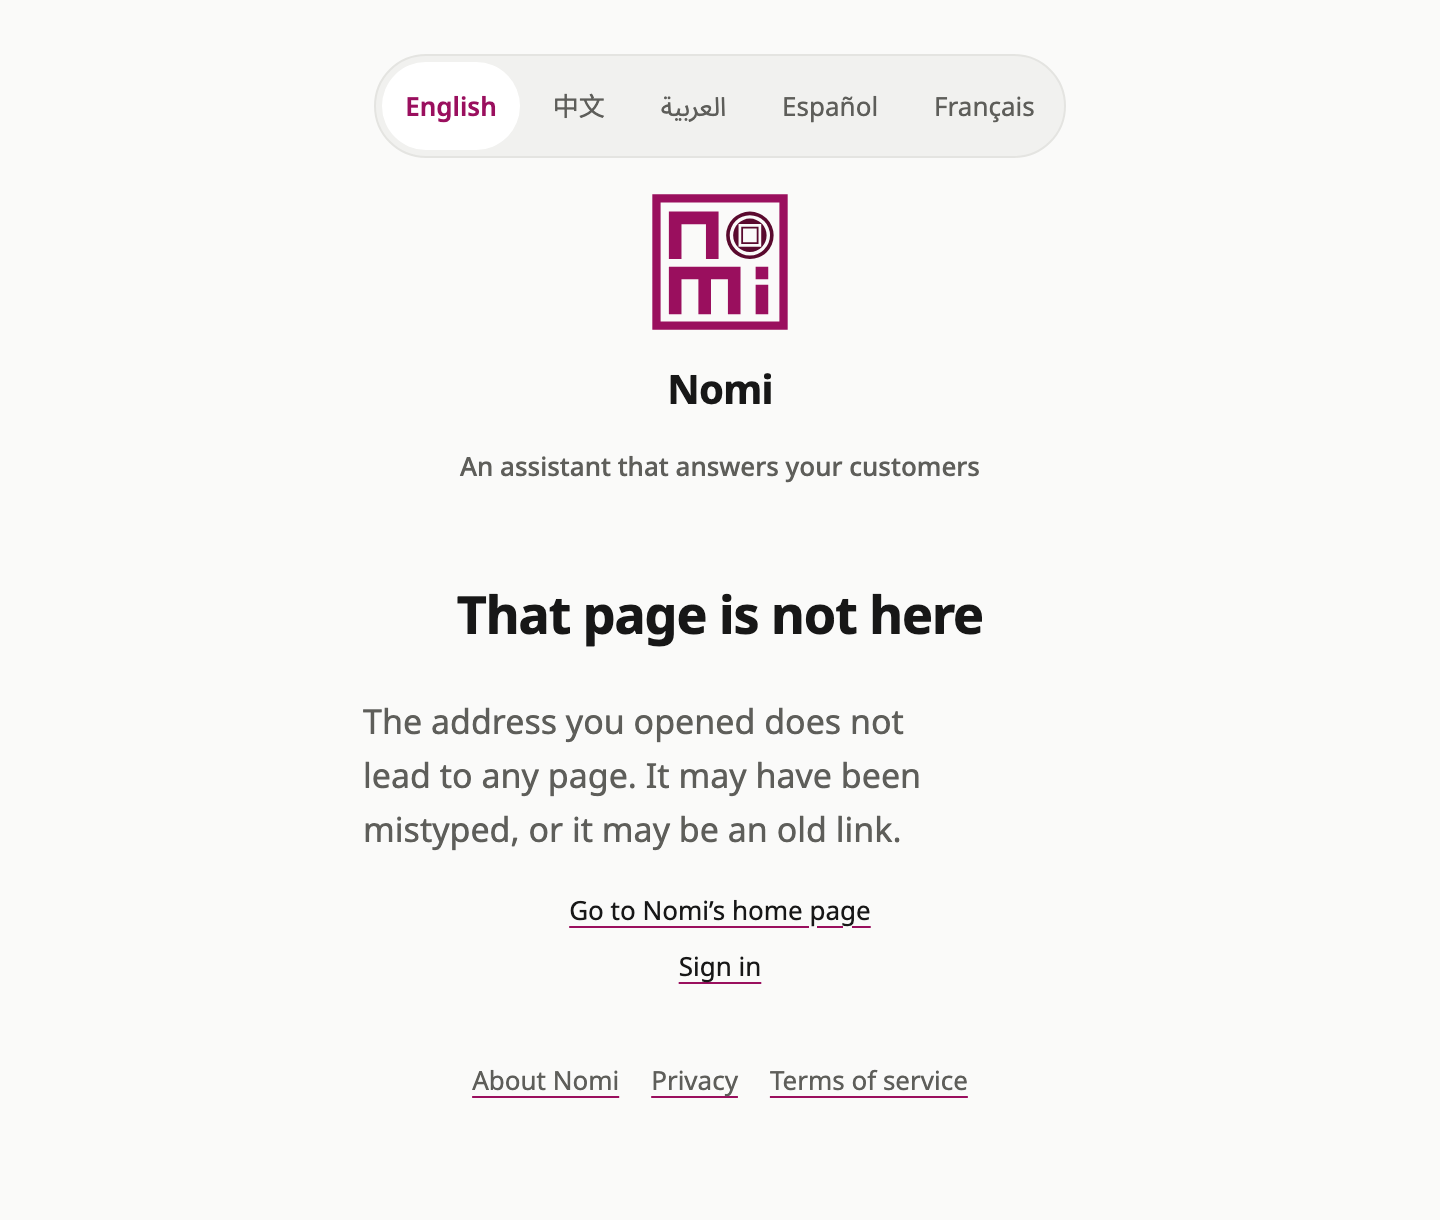 English
中文
العربية
Español
Français
nomi
Nomi
An assistant that answers your customers
That page is not here
The address you opened does not
lead to any page. It may have been
mistyped, or it may be an old link.
Go to Nomi’s home page
Sign in
About Nomi
Privacy
Terms of service